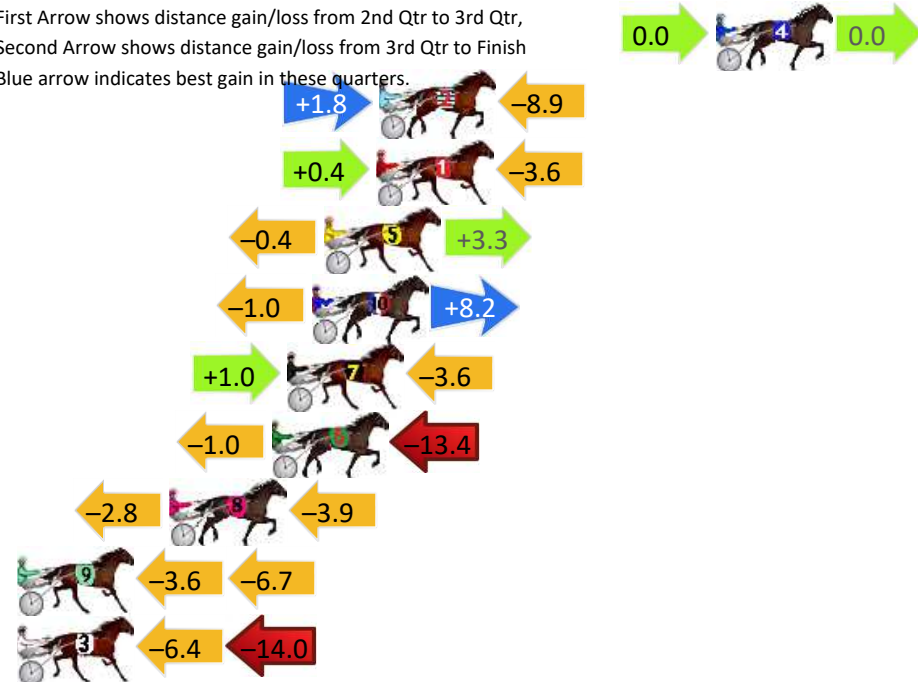 First Arrow shows distance gain/loss from 2nd Qtr to 3rd Qtr,
Second Arrow shows distance gain/loss from 3rd Qtr to Finish
Blue arrow indicates best gain in these quarters.
0.0 4 0.0
+1.8 2 –8.9
+0.4 1 –3.6
–0.4 5 +3.3
–1.0 10 +8.2
+1.0 7 –3.6
–1.0 6 –13.4
–2.8 8 –3.9
9 –3.6 –6.7
3 –6.4 –14.0